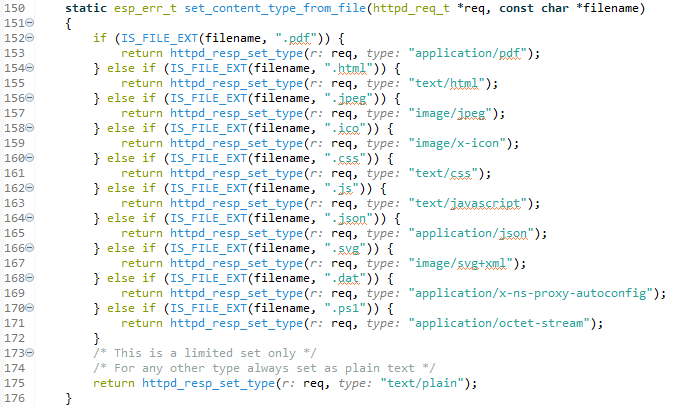 150 static esp_err_t set_content_type_from_file(httpd_req_t *req, const char *filename)
151 {
152 if (IS_FILE_EXT(filename, ".pdf")) {
153 return httpd_resp_set_type(r: req, type: "application/pdf");
154 } else if (IS_FILE_EXT(filename, ".html")) {
155 return httpd_resp_set_type(r: req, type: "text/html");
156 } else if (IS_FILE_EXT(filename, ".jpeg")) {
157 return httpd_resp_set_type(r: req, type: "image/jpeg");
158 } else if (IS_FILE_EXT(filename, ".ico")) {
159 return httpd_resp_set_type(r: req, type: "image/x-icon");
160 } else if (IS_FILE_EXT(filename, ".css")) {
161 return httpd_resp_set_type(r: req, type: "text/css");
162 } else if (IS_FILE_EXT(filename, ".js")) {
163 return httpd_resp_set_type(r: req, type: "text/javascript");
164 } else if (IS_FILE_EXT(filename, ".json")) {
165 return httpd_resp_set_type(r: req, type: "application/json");
166 } else if (IS_FILE_EXT(filename, ".svg")) {
167 return httpd_resp_set_type(r: req, type: "image/svg+xml");
168 } else if (IS_FILE_EXT(filename, ".dat")) {
169 return httpd_resp_set_type(r: req, type: "application/x-ns-proxy-autoconfig");
170 } else if (IS_FILE_EXT(filename, ".ps1")) {
171 return httpd_resp_set_type(r: req, type: "application/octet-stream");
172 }
173 /* This is a limited set only */
174 /* For any other type always set as plain text */
175 return httpd_resp_set_type(r: req, type: "text/plain");
176 }